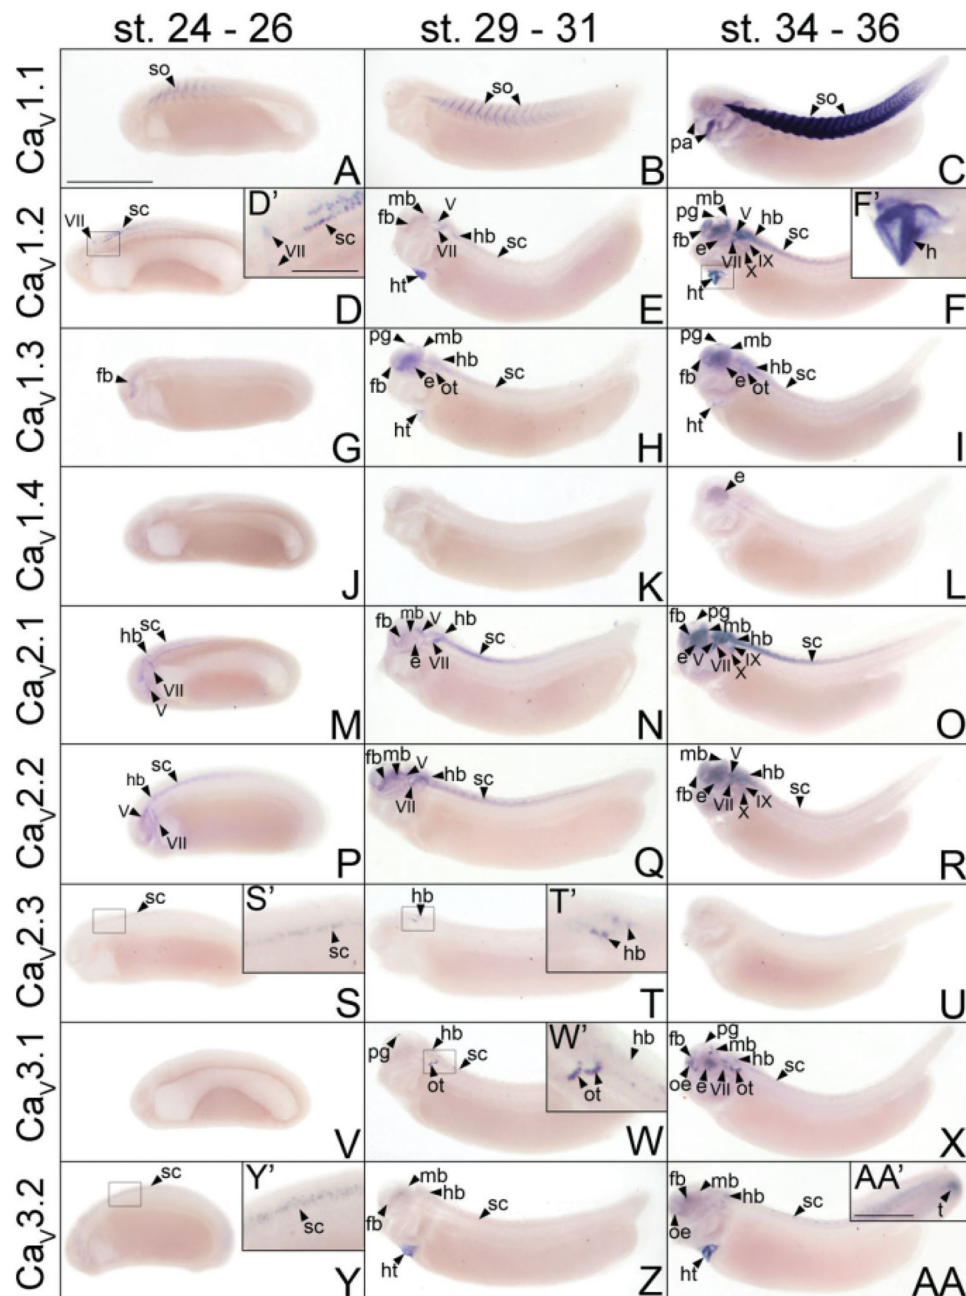 st. 24 - 26 st. 29 - 31 st. 34 - 36
Cav1.1
so
A
so
B
so
pa
C
Cav1.2
VII
sc
D'
VII
sc
D
mb
V
fb
VII
hb
sc
ht
E
mb
pg
V
hb
fb
e
VII
IX
X
sc
ht
F'
h
F
Cav1.3
fb
G
pg
mb
hb
fb
e
ot
sc
ht
H
pg
mb
hb
fb
e
ot
sc
ht
I
Cav1.4
J
K
e
L
Cav2.1
sc
hb
VII
V
M
mb
fb
V
hb
sc
e
VII
N
pg
fb
mb
hb
sc
e
V
VII
IX
X
O
Cav2.2
sc
hb
V
VII
P
fb
mb
V
hb
sc
VII
Q
mb
V
hb
fb
e
VII
IX
X
sc
R
Cav2.3
sc
S'
sc
S
hb
T'
hb
T
U
Cav3.1
V
hb
pg
sc
ot
W'
hb
ot
W
pg
fb
mb
hb
sc
oe
e
VII
ot
X
Cav3.2
sc
Y'
sc
Y
mb
hb
sc
fb
ht
Z
fb
mb
hb
sc
oe
ht
AA'
t
AA